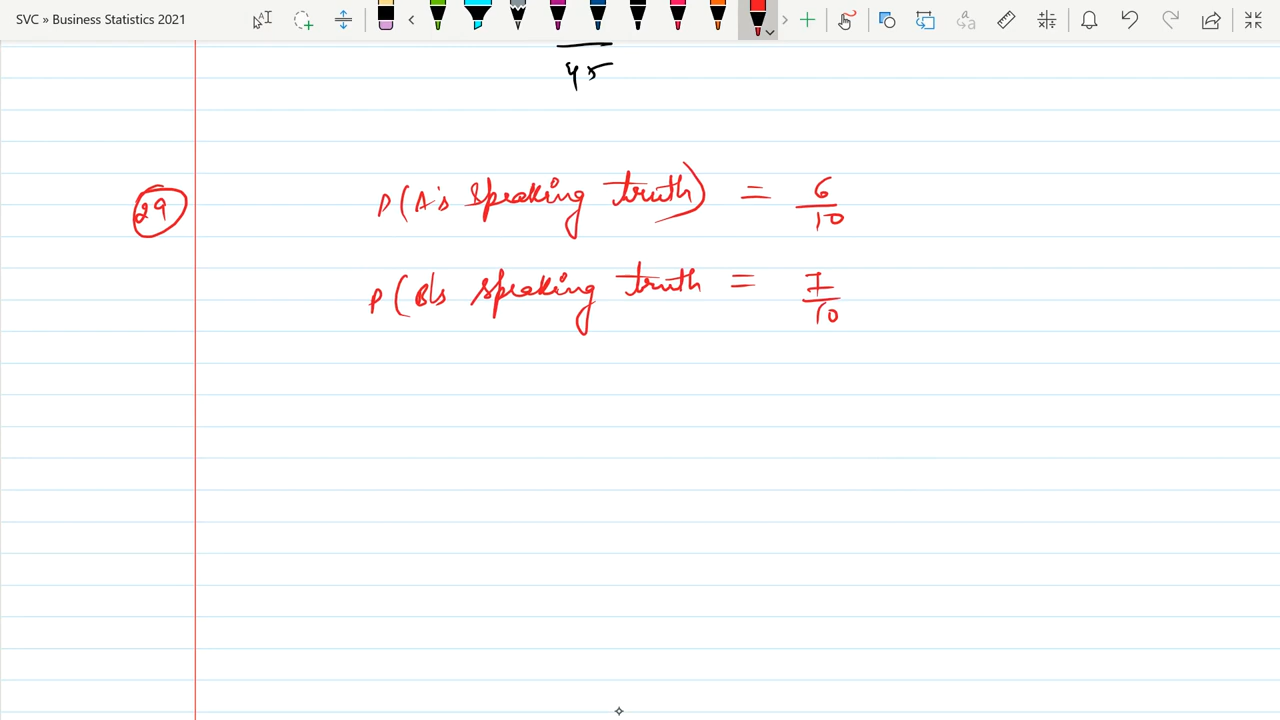 SVC » Business Statistics 2021
45
29 P(A's speaking truth) = 6/10
P(B's speaking truth = 7/10